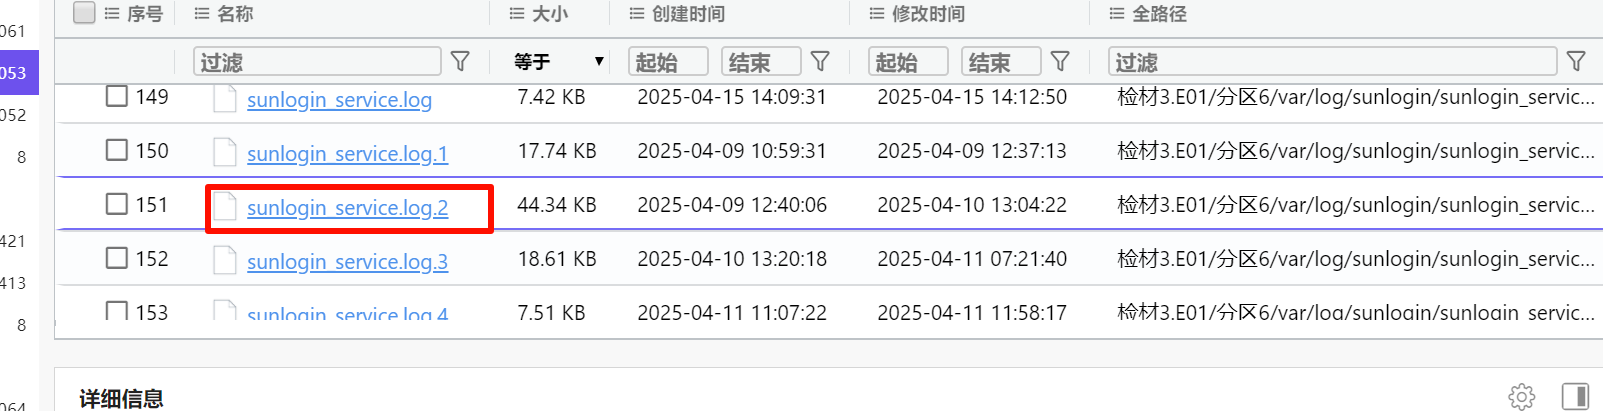 061
053
052
8
421
413
8
064
序号 名称 大小 创建时间 修改时间 全路径
过滤 等于 ▼ 起始 结束 起始 结束 过滤
149 sunlogin_service.log 7.42 KB 2025-04-15 14:09:31 2025-04-15 14:12:50 检材3.E01/分区6/var/log/sunlogin/sunlogin_servic...
150 sunlogin_service.log.1 17.74 KB 2025-04-09 10:59:31 2025-04-09 12:37:13 检材3.E01/分区6/var/log/sunlogin/sunlogin_servic...
151 sunlogin_service.log.2 44.34 KB 2025-04-09 12:40:06 2025-04-10 13:04:22 检材3.E01/分区6/var/log/sunlogin/sunlogin_servic...
152 sunlogin_service.log.3 18.61 KB 2025-04-10 13:20:18 2025-04-11 07:21:40 检材3.E01/分区6/var/log/sunlogin/sunlogin_servic...
153 sunlogin_service.log.4 7.51 KB 2025-04-11 11:07:22 2025-04-11 11:58:17 检材3.E01/分区6/var/log/sunlogin/sunlogin_servic...
详细信息